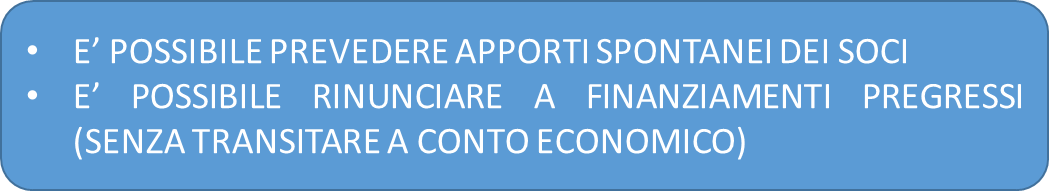 • E’ POSSIBILE PREVEDERE APPORTI SPONTANEI DEI SOCI
• E’ POSSIBILE RINUNCIARE A FINANZIAMENTI PREGRESSI
(SENZA TRANSITARE A CONTO ECONOMICO)